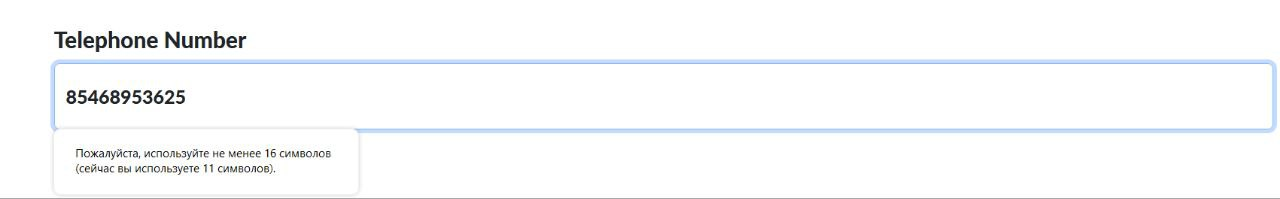 Telephone Number
85468953625
Пожалуйста, используйте не менее 16 символов
(сейчас вы используете 11 символов).